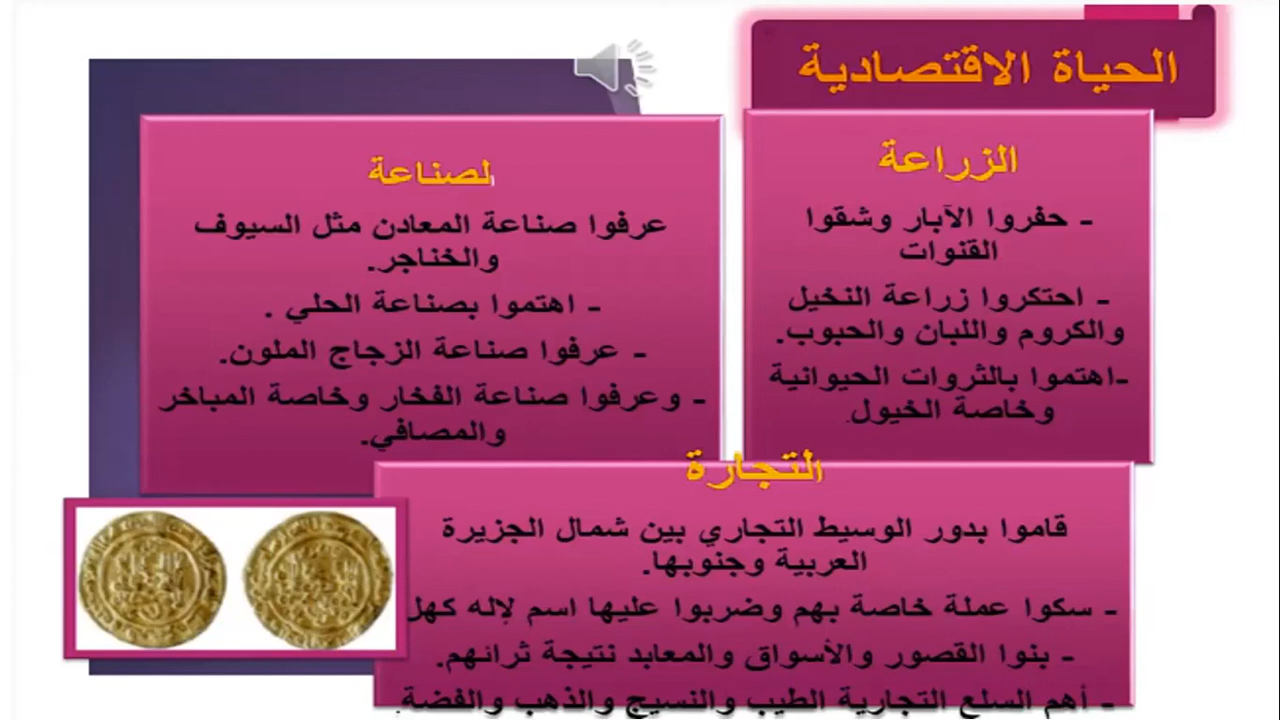 الحياة الاقتصادية
الزراعة
- حفروا الآبار وشقوا
القنوات
- احتكروا زراعة النخيل
والكروم واللبان والحبوب.
-اهتموا بالثروات الحيوانية
وخاصة الخيول.
لصناعة
عرفوا صناعة المعادن مثل السيوف
والخناجر.
- اهتموا بصناعة الحلي .
- عرفوا صناعة الزجاج الملون.
- وعرفوا صناعة الفخار وخاصة المباخر
والمصافي.
التجارة
قاموا بدور الوسيط التجاري بين شمال الجزيرة
العربية وجنوبها.
- سكوا عملة خاصة بهم وضربوا عليها اسم لإله كهل
- بنوا القصور والأسواق والمعابد نتيجة ثرائهم.
- أهم السلع التجارية الطيب والنسيج والذهب والفضة.